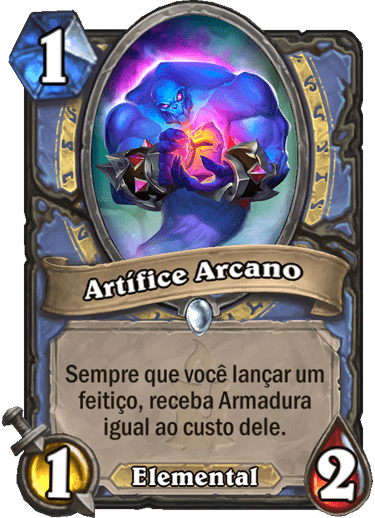 1
Artífice Arcano
Sempre que você lançar um
feitiço, receba Armadura
igual ao custo dele.
1
Elemental
2